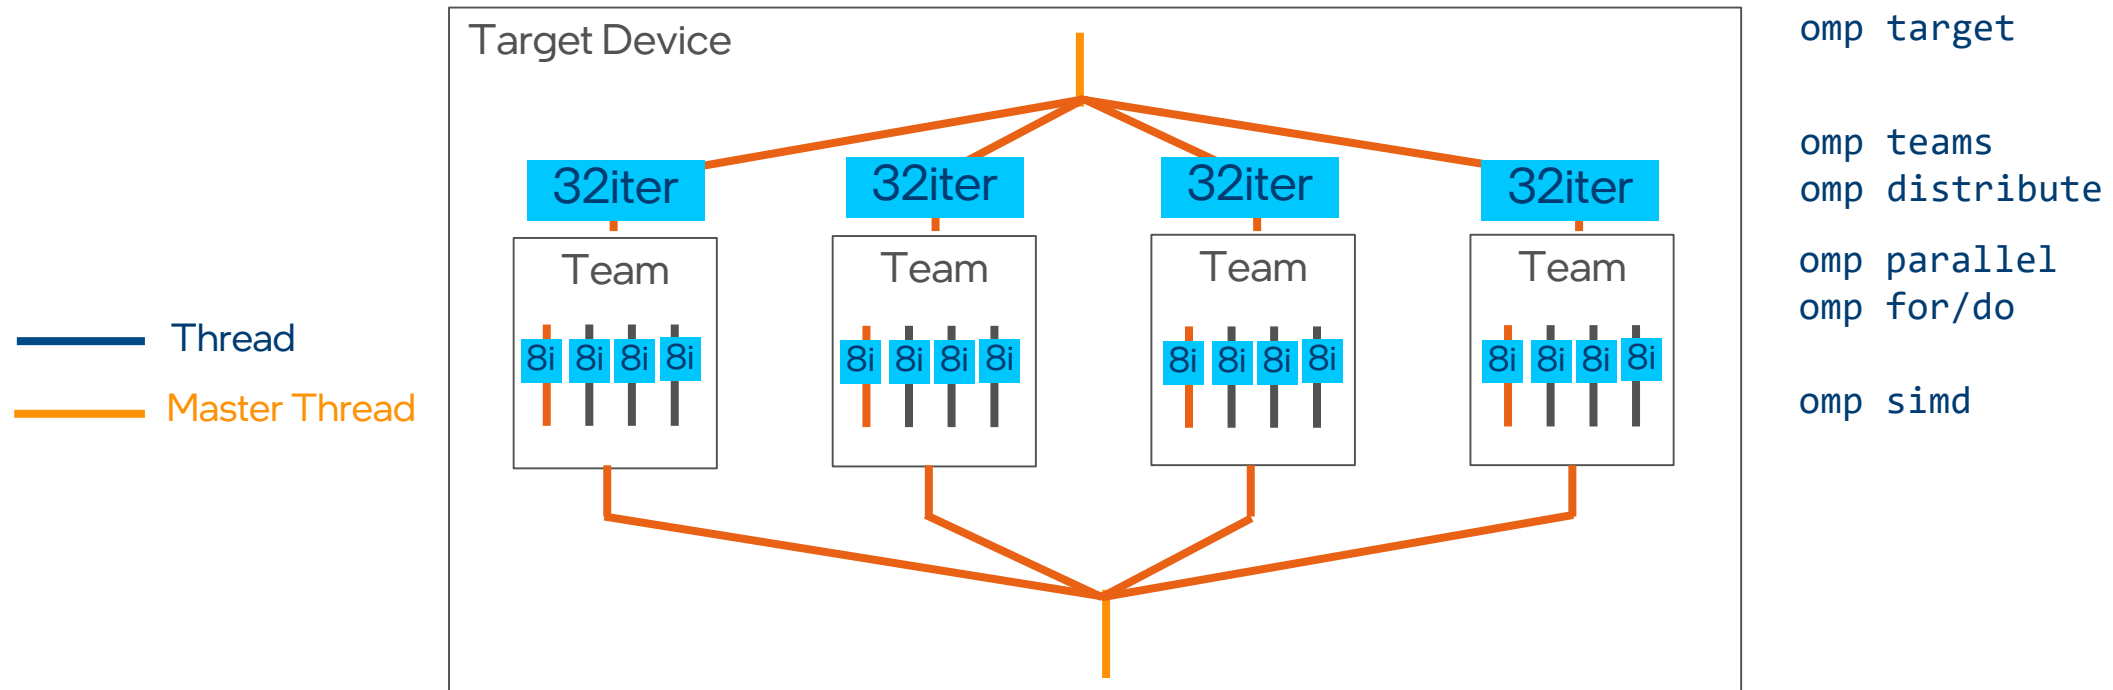 Target Device
omp target
omp teams
omp distribute
32iter
32iter
32iter
32iter
Team
Team
Team
Team
omp parallel
omp for/do
Thread
8i 8i 8i 8i
8i 8i 8i 8i
8i 8i 8i 8i
8i 8i 8i 8i
Master Thread
omp simd